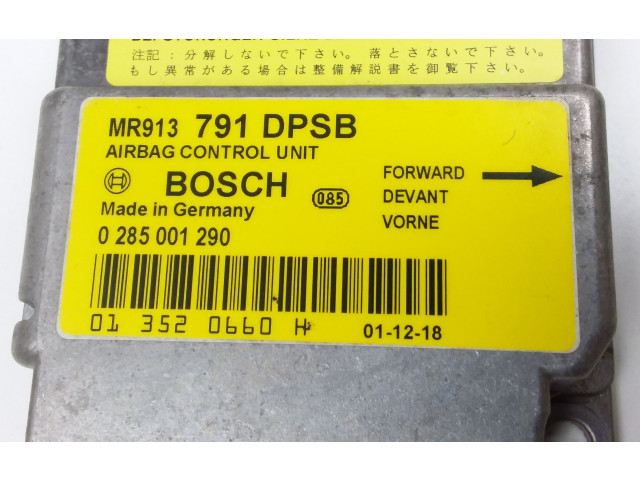 注記：分解しないで下さい。落とさないで下さい。
もし異常がある場合は整備解説書を御覧下さい。
MR913 791 DPSB
AIRBAG CONTROL UNIT
BOSCH 085
Made in Germany
0 285 001 290
FORWARD
DEVANT
VORNE
01 352 0660 H
01-12-18